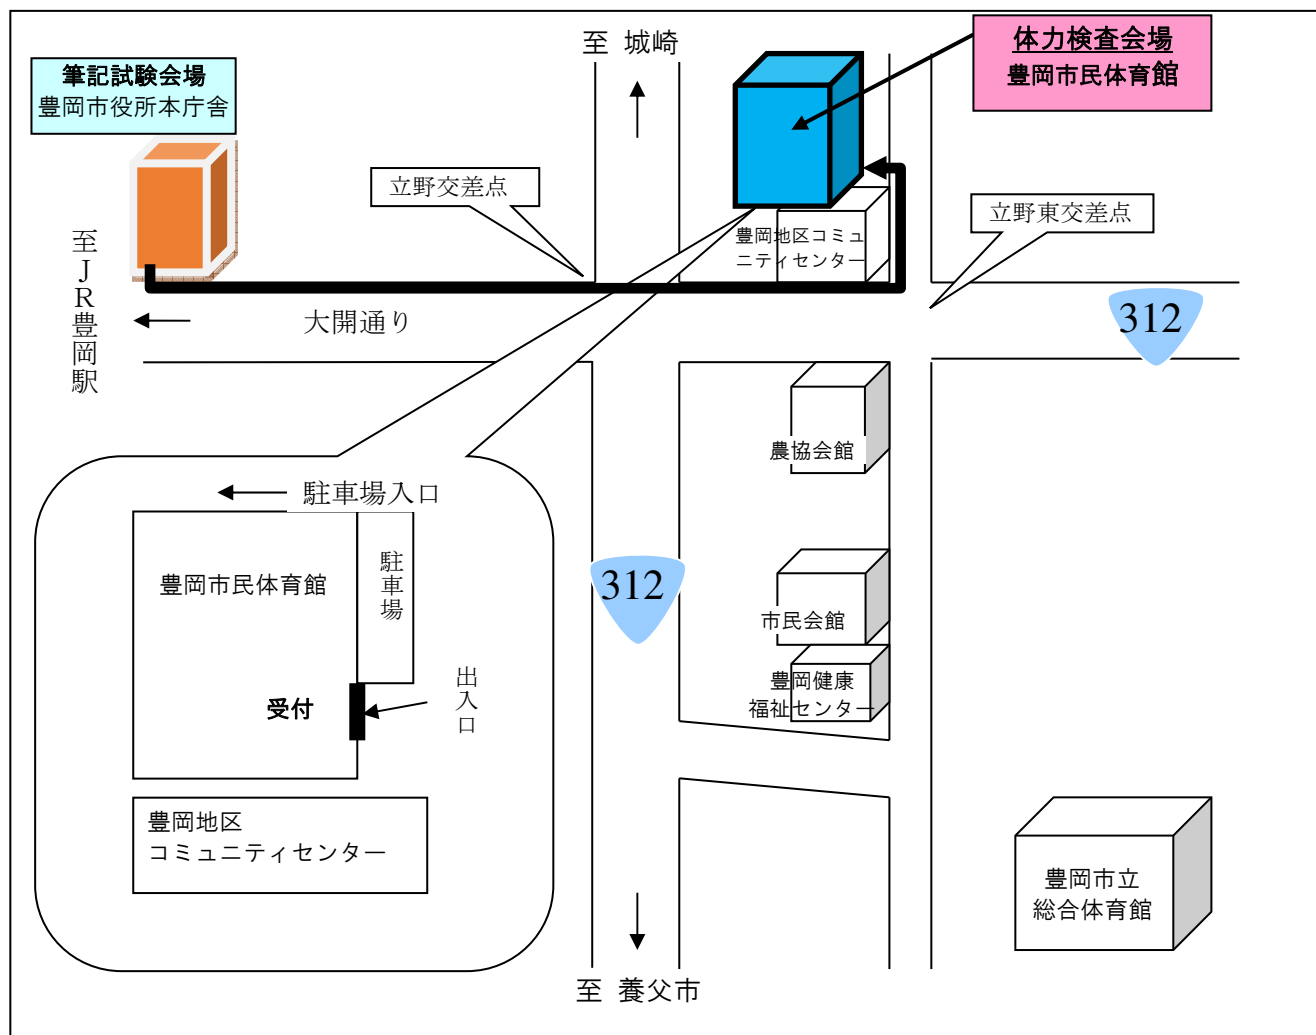 至 城崎
体力検査会場
豊岡市民体育館
筆記試験会場
豊岡市役所本庁舎
立野交差点
立野東交差点
豊岡地区コミュ
ニティセンター
至JR豊岡駅
大開通り
312
農協会館
駐車場入口
豊岡市民体育館
駐車場
312
市民会館
受付
出入口
豊岡健康
福祉センター
豊岡地区
コミュニティセンター
豊岡市立
総合体育館
至 養父市